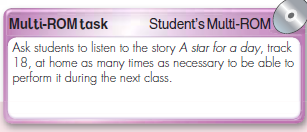 Multi-ROM task Student's Multi-ROM
Ask students to listen to the story A star for a day, track
18, at home as many times as necessary to be able to
perform it during the next class.